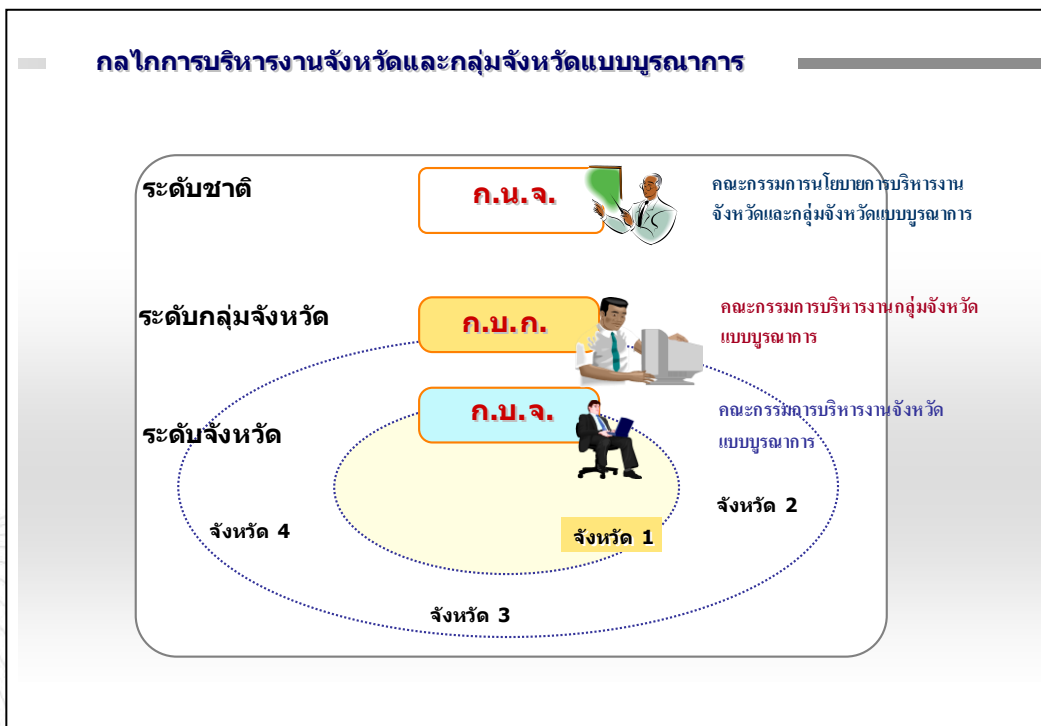 กลไกการบริหารงานจังหวัดและกลุ่มจังหวัดแบบบูรณาการ
ระดับชาติ
ก.น.จ.
คณะกรรมการนโยบายการบริหารงาน
จังหวัดและกลุ่มจังหวัดแบบบูรณาการ
ระดับกลุ่มจังหวัด
ก.บ.ก.
คณะกรรมการบริหารงานกลุ่มจังหวัด
แบบบูรณาการ
ระดับจังหวัด
ก.บ.จ.
คณะกรรมการบริหารงานจังหวัด
แบบบูรณาการ
จังหวัด 2
จังหวัด 4
จังหวัด 1
จังหวัด 3